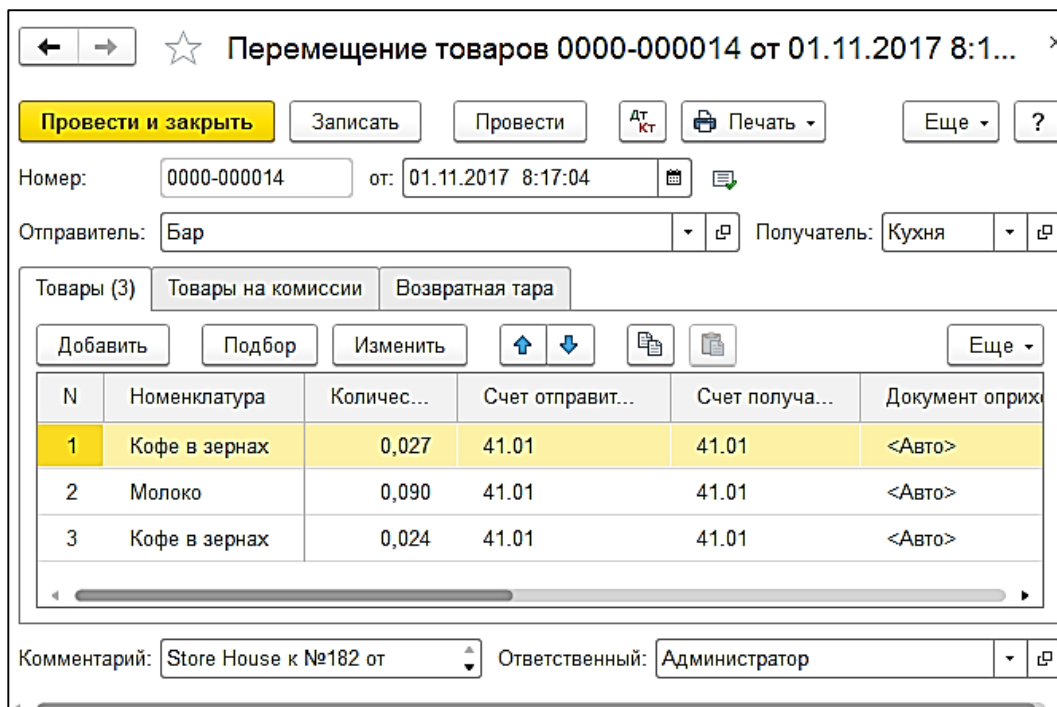 Перемещение товаров 0000-000014 от 01.11.2017 8:1...
Провести и закрыть Записать Провести Дт Кт Печать Еще ?
Номер: 0000-000014 от: 01.11.2017 8:17:04
Отправитель: Бар Получатель: Кухня
Товары (3) Товары на комиссии Возвратная тара
Добавить Подбор Изменить Еще
N Номенклатура Количес... Счет отправит... Счет получа... Документ оприхо
1 Кофе в зернах 0,027 41.01 41.01 <Авто>
2 Молоко 0,090 41.01 41.01 <Авто>
3 Кофе в зернах 0,024 41.01 41.01 <Авто>
Комментарий: Store House к №182 от Ответственный: Администратор